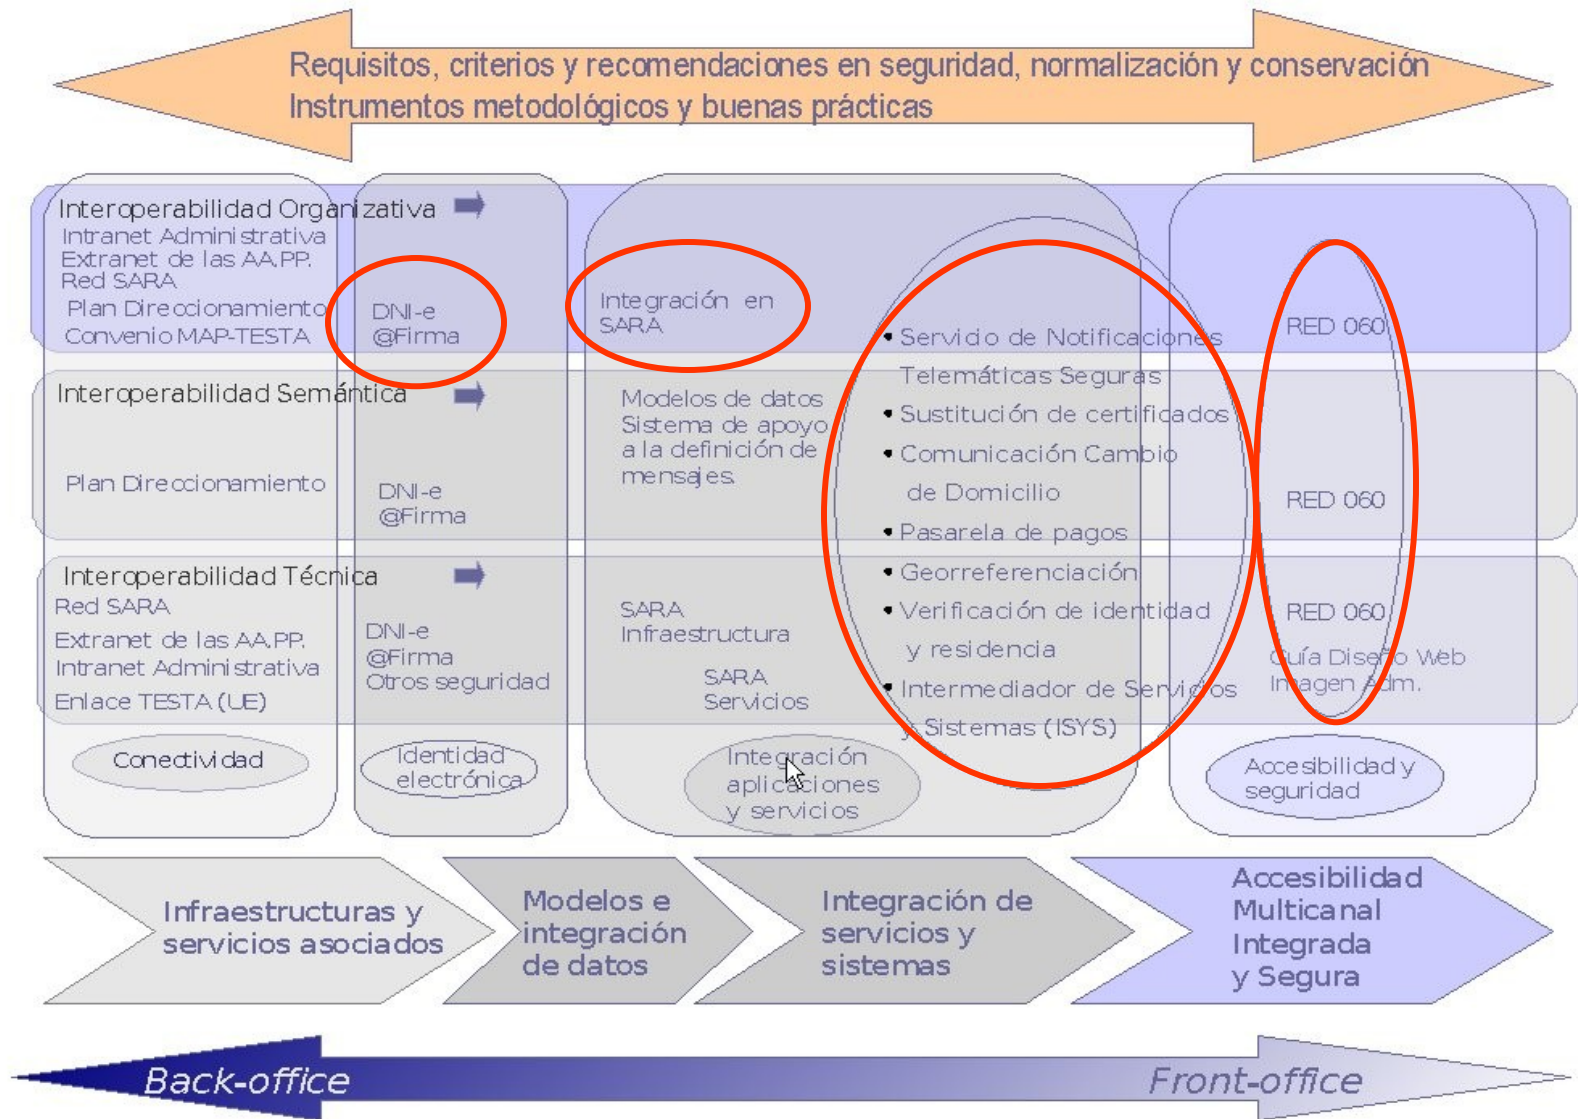 Requisitos, criterios y recomendaciones en seguridad, normalización y conservación
Instrumentos metodológicos y buenas prácticas
Interoperabilidad Organizativa
Intranet Administrativa
Extranet de las AA.PP.
Red SARA
Plan Direccionamiento
Convenio MAP-TESTA
DNI-e
@Firma
Integración en
SARA
RED 060
Interoperabilidad Semántica
Plan Direccionamiento
DNI-e
@Firma
Modelos de datos
Sistema de apoyo
a la definición de
mensajes.
RED 060
Interoperabilidad Técnica
Red SARA
Extranet de las AA.PP.
Intranet Administrativa
Enlace TESTA (UE)
DNI-e
@Firma
Otros seguridad
SARA
Infraestructura
SARA
Servicios
• Servicio de Notificaciones
Telemáticas Seguras
• Sustitución de certificados
• Comunicación Cambio
de Domicilio
• Pasarela de pagos
• Georreferenciación
• Verificación de identidad
y residencia
• Intermediador de Servicios
y Sistemas (ISYS)
RED 060
Guía Diseño Web
Imagen Adm.
Conectividad
Identidad
electrónica
Integración
aplicaciones
y servicios
Accesibilidad y
seguridad
Infraestructuras y
servicios asociados
Modelos e
integración
de datos
Integración de
servicios y
sistemas
Accesibilidad
Multicanal
Integrada
y Segura
Back-office
Front-office